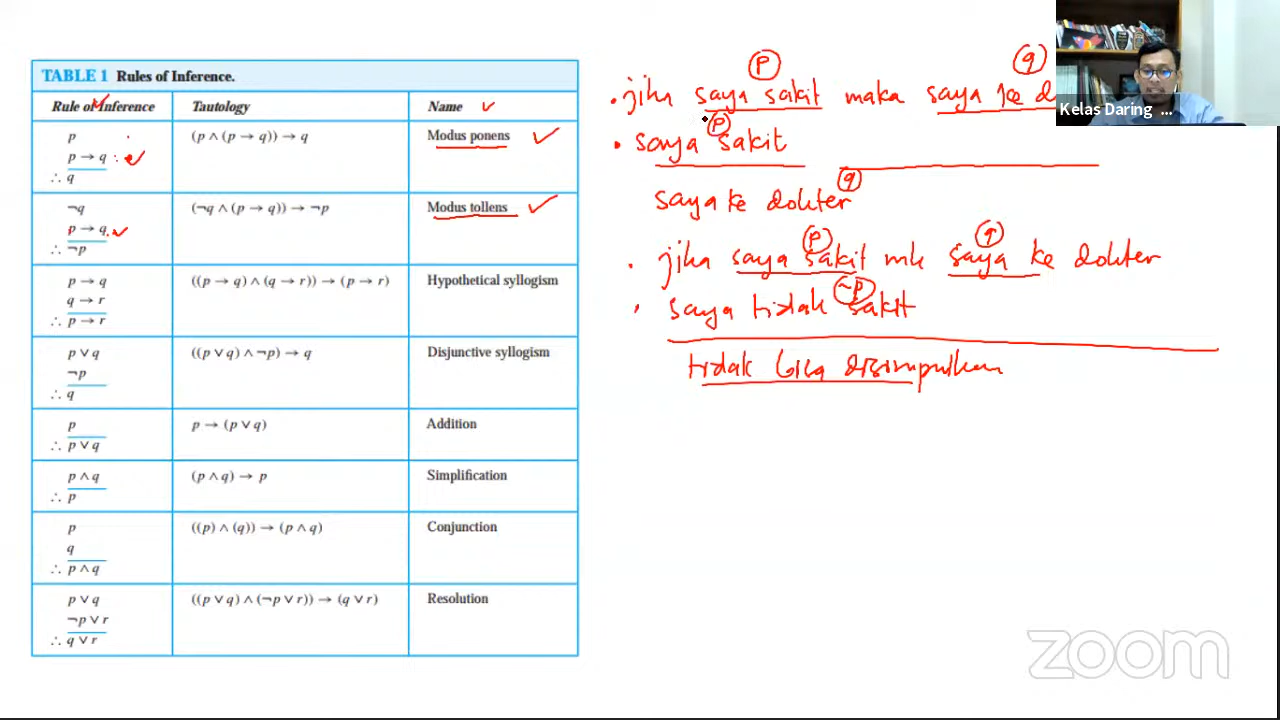 TABLE 1 Rules of Inference.
Rule of Inference Tautology Name
p
p → q
∴ q
(p ∧ (p → q)) → q
Modus ponens
¬q
p → q
∴ ¬p
(¬q ∧ (p → q)) → ¬p
Modus tollens
p → q
q → r
∴ p → r
((p → q) ∧ (q → r)) → (p → r)
Hypothetical syllogism
p ∨ q
¬p
∴ q
((p ∨ q) ∧ ¬p) → q
Disjunctive syllogism
p
∴ p ∨ q
p → (p ∨ q)
Addition
p ∧ q
∴ p
(p ∧ q) → p
Simplification
p
q
∴ p ∧ q
((p) ∧ (q)) → (p ∧ q)
Conjunction
p ∨ q
¬p ∨ r
∴ q ∨ r
((p ∨ q) ∧ (¬p ∨ r)) → (q ∨ r)
Resolution
p q
jika saya sakit maka saya ke d
p
saya sakit
q
saya ke dokter
p q
jika saya sakit mk saya ke dokter
¬p
saya tidak sakit
tidak bisa disimpulkan
Kelas Daring ...
zoom